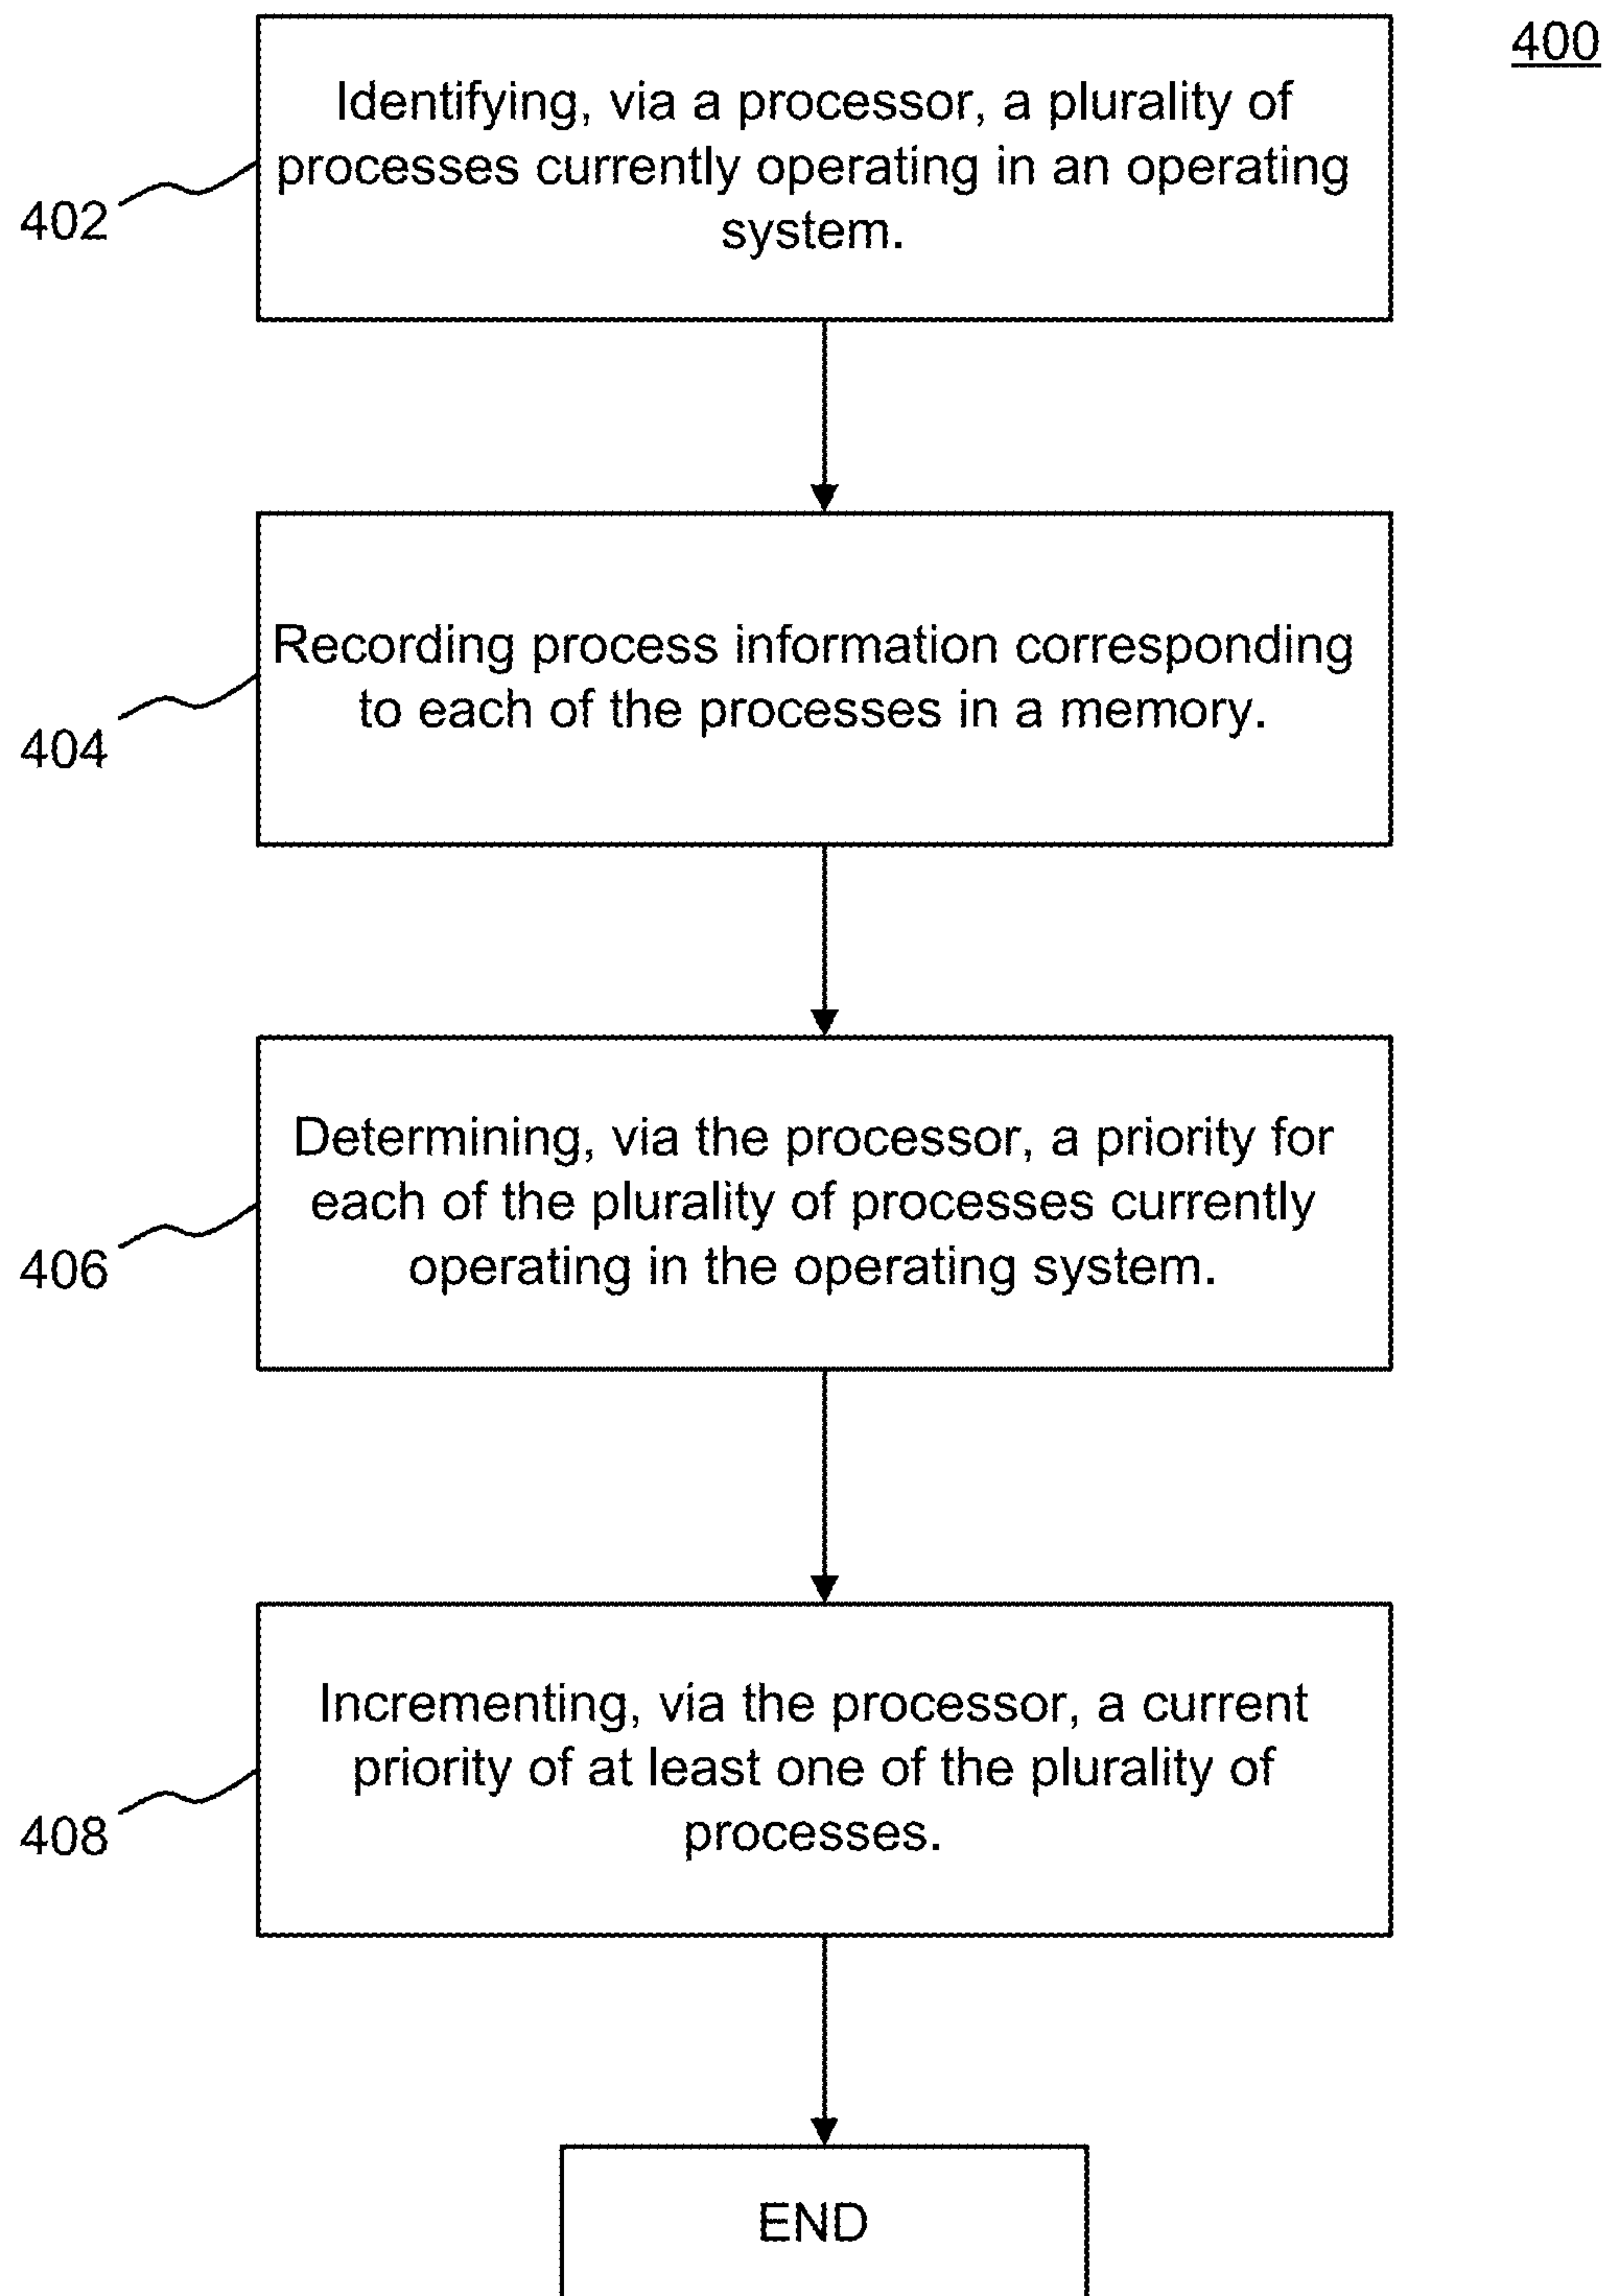 400
Identifying, via a processor, a plurality of
processes currently operating in an operating
system.
402
Recording process information corresponding
to each of the processes in a memory.
404
Determining, via the processor, a priority for
each of the plurality of processes currently
operating in the operating system.
406
Incrementing, via the processor, a current
priority of at least one of the plurality of
processes.
408
END